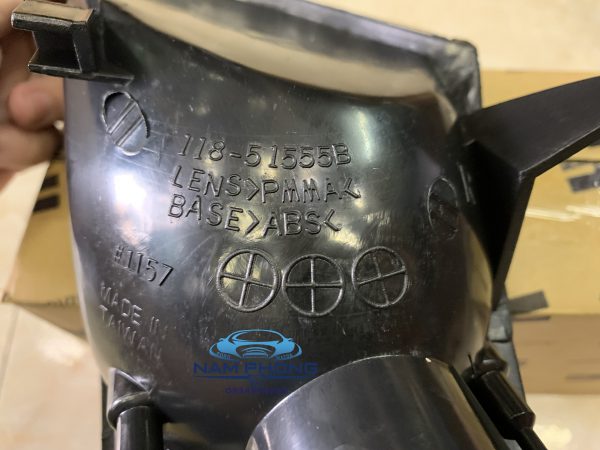 118-51555B
LENS>PMMA<
BASE>ABS<
#1157
MADE IN
TAIWAN
NAM PHONG